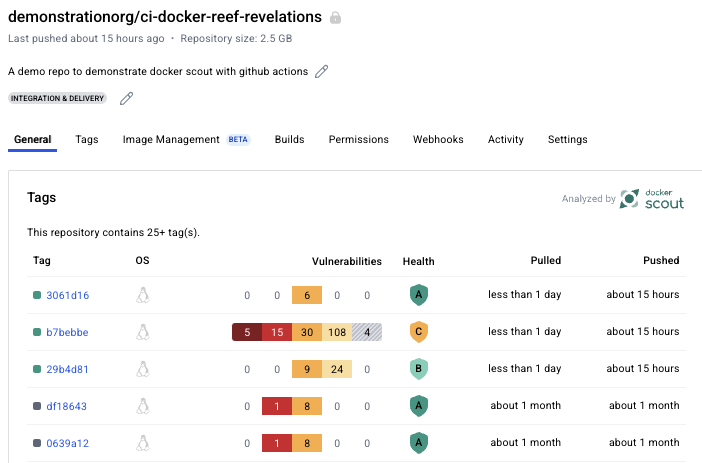 demonstrationorg/ci-docker-reef-revelations
Last pushed about 15 hours ago • Repository size: 2.5 GB
A demo repo to demonstrate docker scout with github actions
INTEGRATION & DELIVERY
General Tags Image Management BETA Builds Permissions Webhooks Activity Settings
Tags Analyzed by docker scout
This repository contains 25+ tag(s).
Tag OS Vulnerabilities Health Pulled Pushed
3061d16 0 0 6 0 0 A less than 1 day about 15 hours
b7bebbe 5 15 30 108 4 C less than 1 day about 15 hours
29b4d81 0 0 9 24 0 B less than 1 day about 15 hours
df18643 0 1 8 0 0 A about 1 month about 1 month
0639a12 0 1 8 0 0 A about 1 month about 1 month